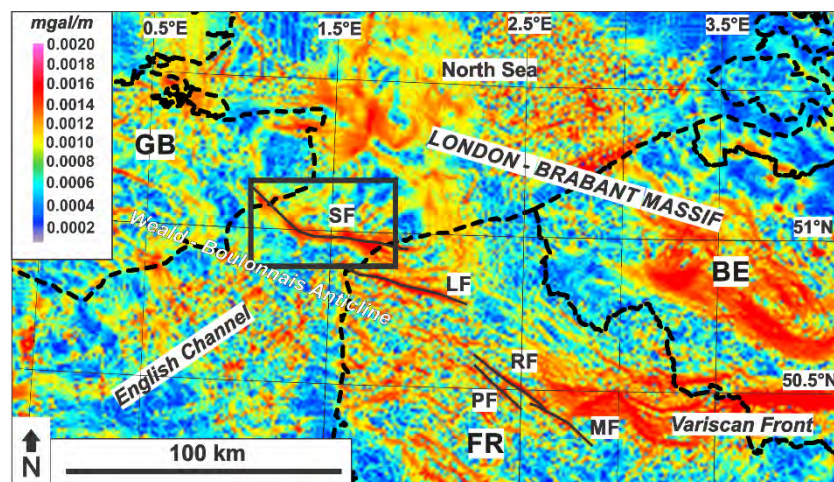 mgal/m
0.0020
0.0018
0.0016
0.0014
0.0012
0.0010
0.0008
0.0006
0.0004
0.0002
0.5°E
1.5°E
2.5°E
3.5°E
North Sea
GB
LONDON - BRABANT MASSIF
SF
51°N
Weald - Boulonnais Anticline
BE
LF
English Channel
RF
50.5°N
PF
MF
Variscan Front
FR
N
100 km